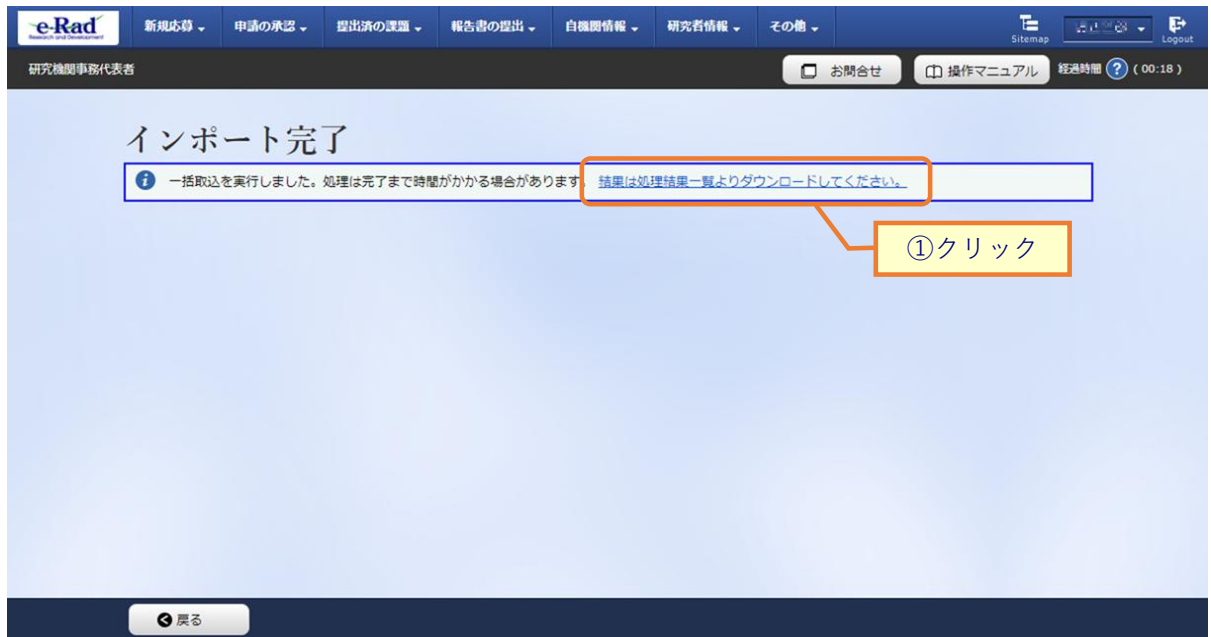 e-Rad
Research and Development
新規応募
申請の承認
提出済の課題
報告書の提出
自機関情報
研究者情報
その他
Sitemap
Logout
研究機関事務代表者
お問合せ
操作マニュアル
経過時間 ? ( 00:18 )
インポート完了
一括取込を実行しました。処理は完了まで時間がかかる場合があります。 結果は処理結果一覧よりダウンロードしてください。
①クリック
戻る